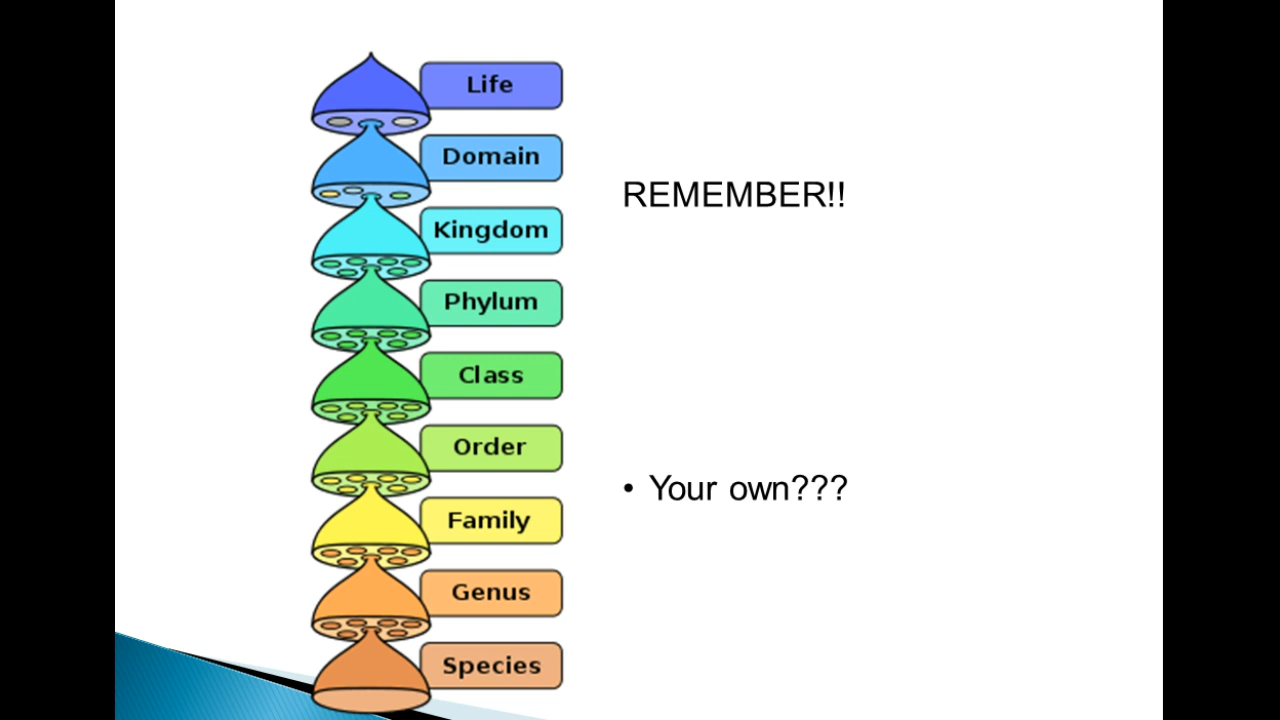 Life
Domain
Kingdom
Phylum
Class
Order
Family
Genus
Species
REMEMBER!!
• Your own???